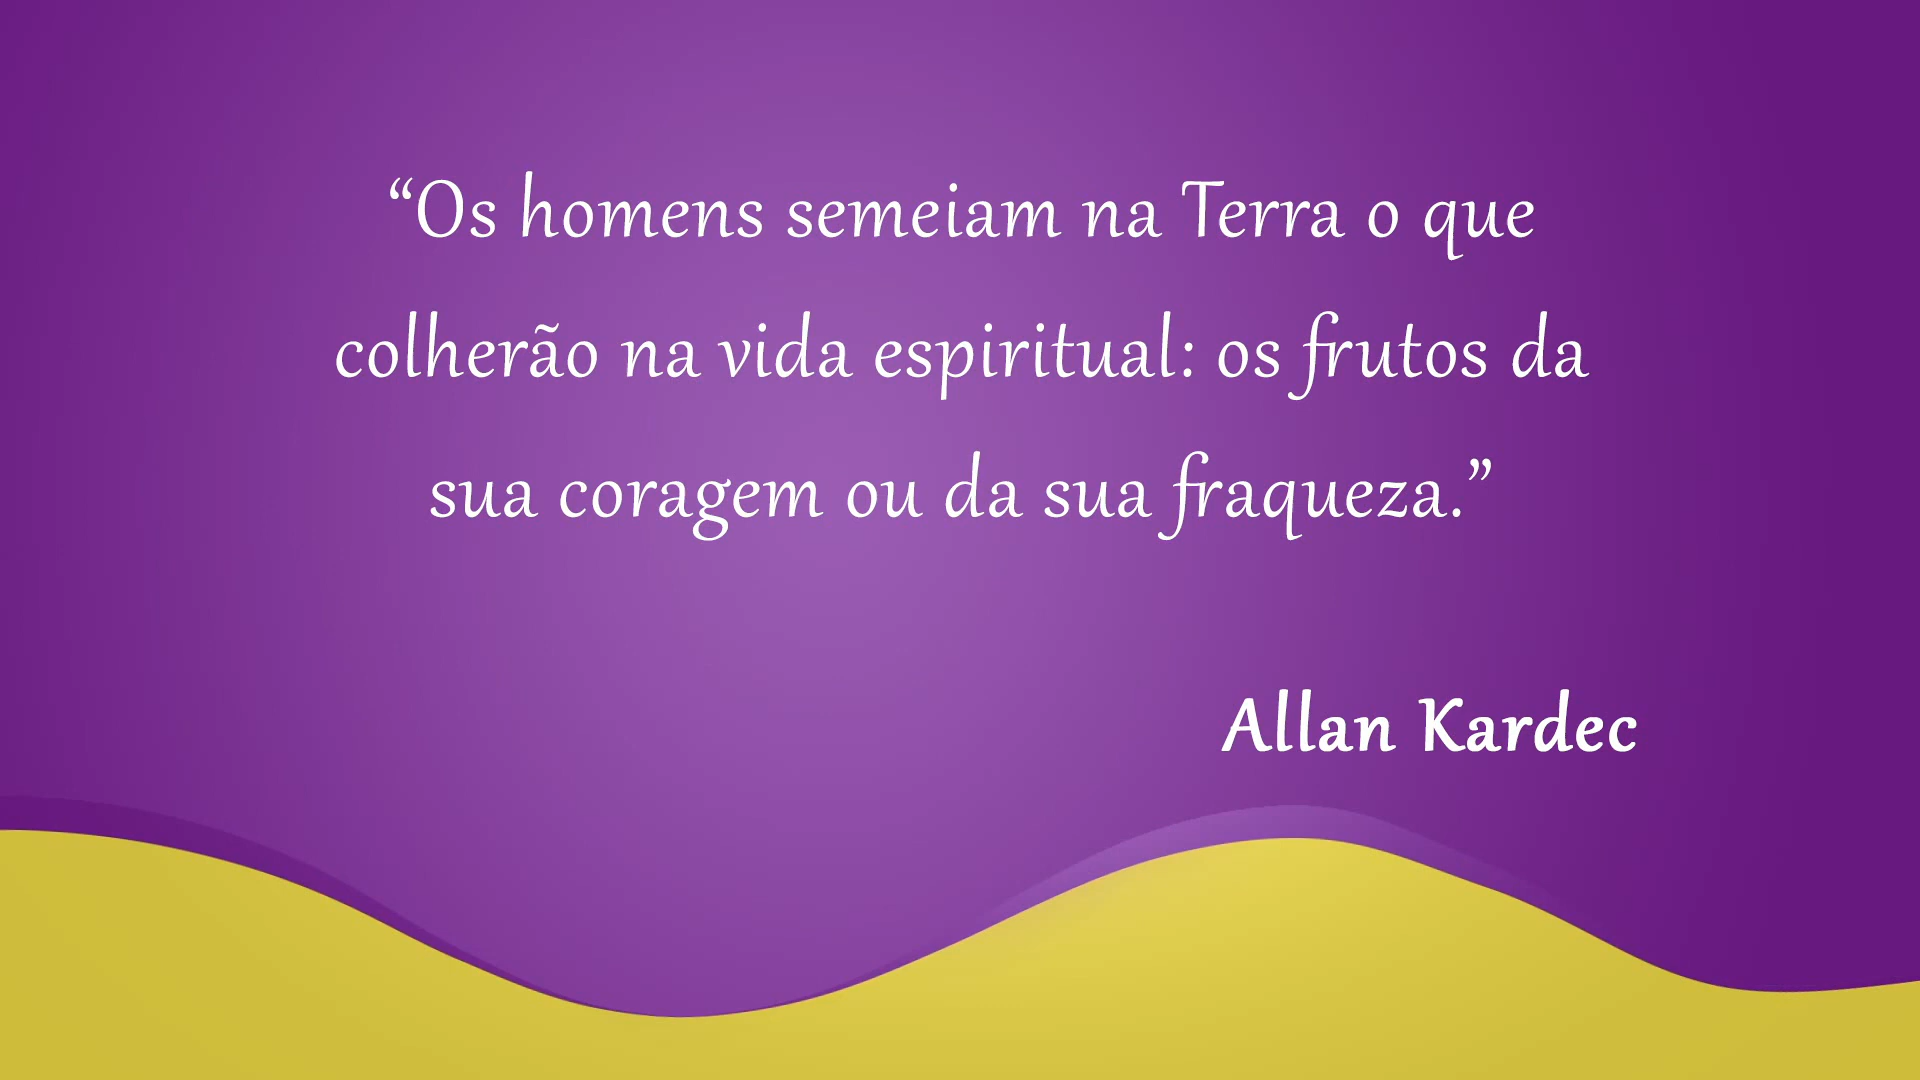 “Os homens semeiam na Terra o que
colherão na vida espiritual: os frutos da
sua coragem ou da sua fraqueza.”
Allan Kardec